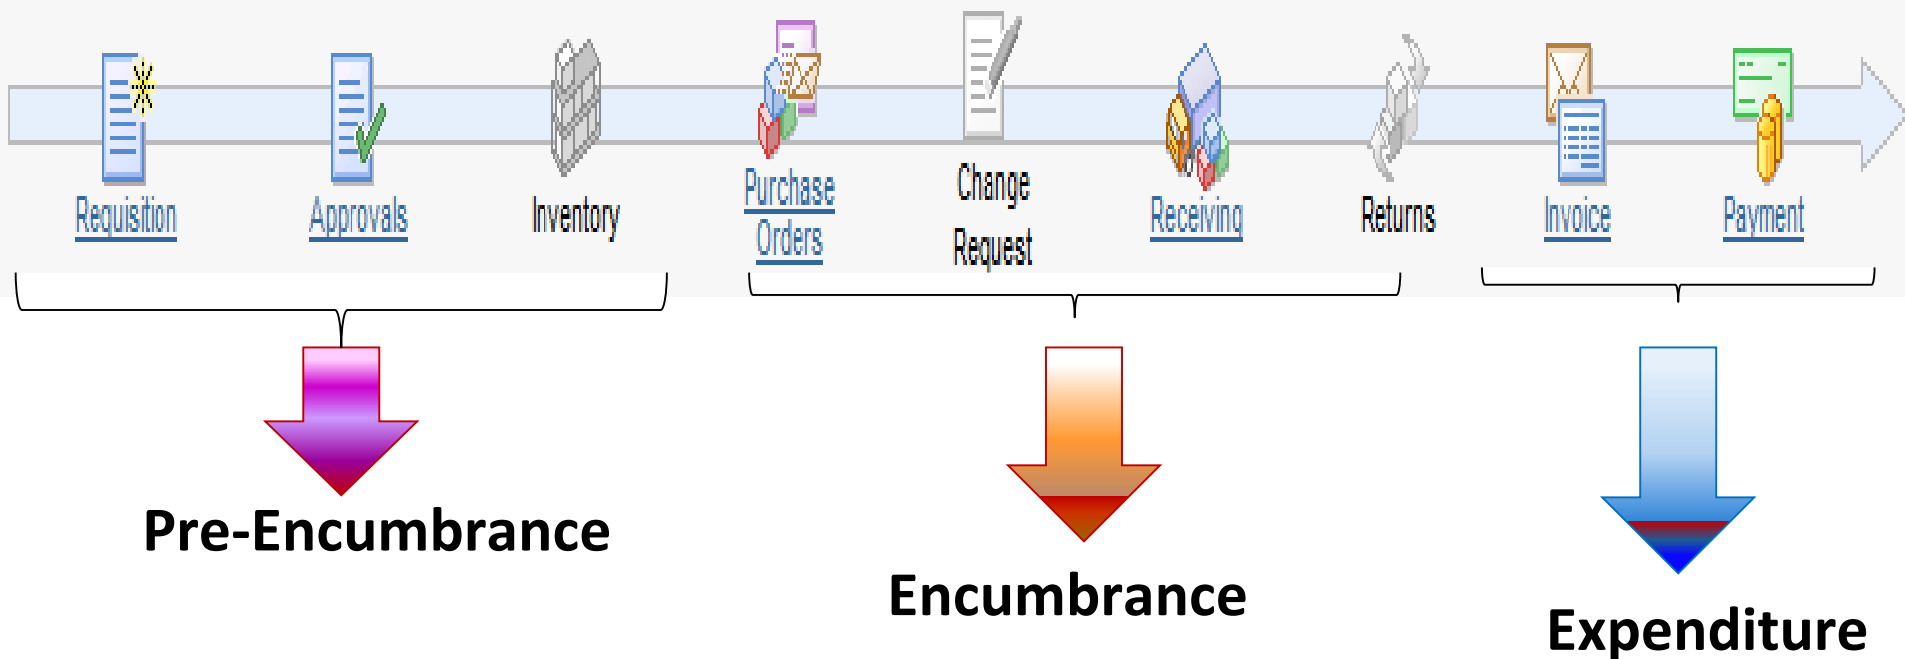 Requisition
Approvals
Inventory
Purchase
Orders
Change
Request
Receiving
Returns
Invoice
Payment
Pre-Encumbrance
Encumbrance
Expenditure